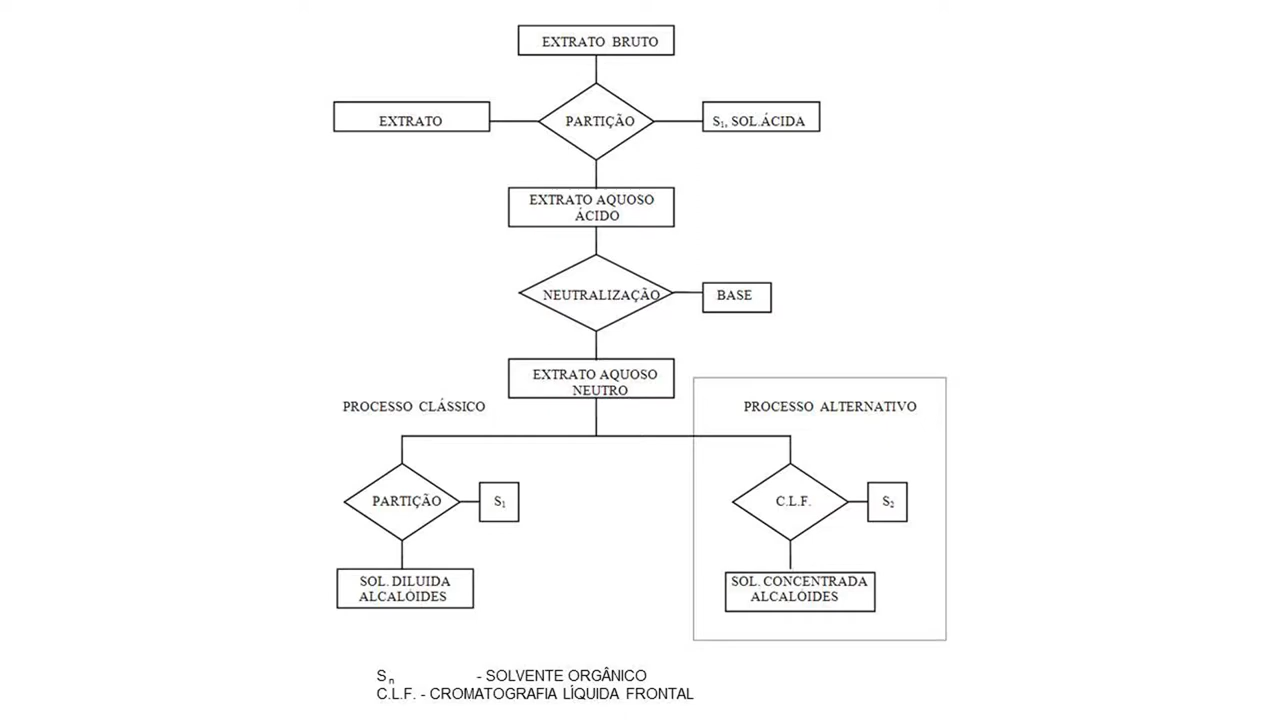 EXTRATO BRUTO
EXTRATO
PARTIÇÃO
S1, SOL.ÁCIDA
EXTRATO AQUOSO
ÁCIDO
NEUTRALIZAÇÃO
BASE
EXTRATO AQUOSO
NEUTRO
PROCESSO CLÁSSICO
PROCESSO ALTERNATIVO
PARTIÇÃO
S1
C.L.F.
S2
SOL. DILUIDA
ALCALÓIDES
SOL. CONCENTRADA
ALCALOIDES
Sn - SOLVENTE ORGÂNICO
C.L.F. - CROMATOGRAFIA LÍQUIDA FRONTAL